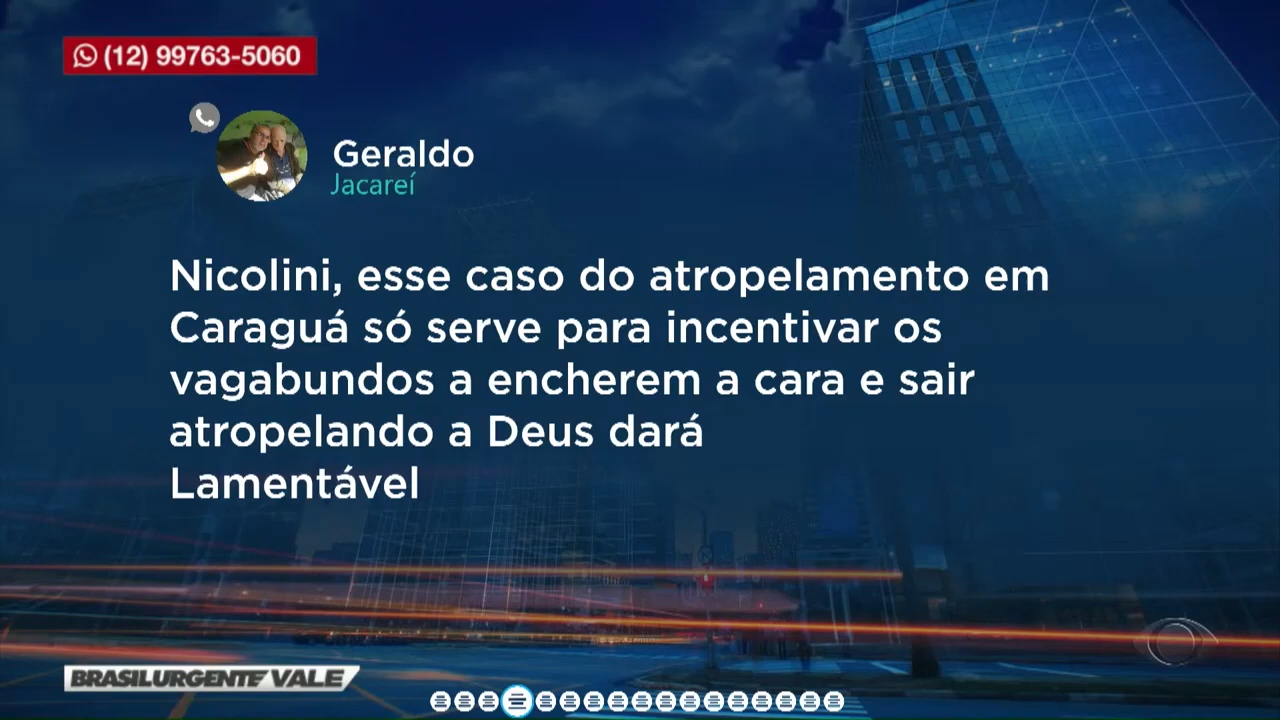 (12) 99763-5060
Geraldo
Jacareí
Nicolini, esse caso do atropelamento em
Caraguá só serve para incentivar os
vagabundos a encherem a cara e sair
atropelando a Deus dará
Lamentável
BRASILURGENTE VALE